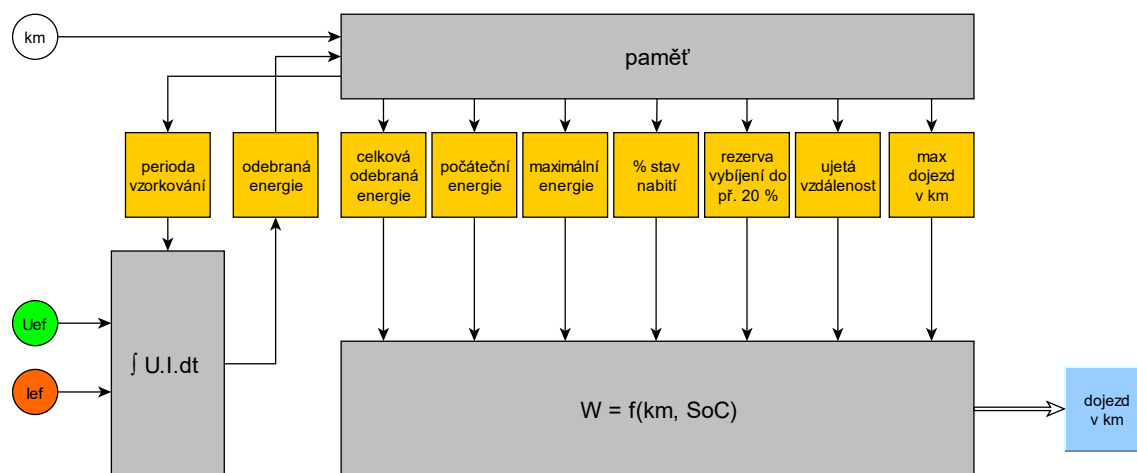 km
paměť
perioda
vzorkování
odebraná
energie
celková
odebraná
energie
počáteční
energie
maximální
energie
% stav
nabití
rezerva
vybíjení do
př. 20 %
ujetá
vzdálenost
max
dojezd
v km
Uef
Ief
∫ U.I.dt
W = f(km, SoC)
dojezd
v km